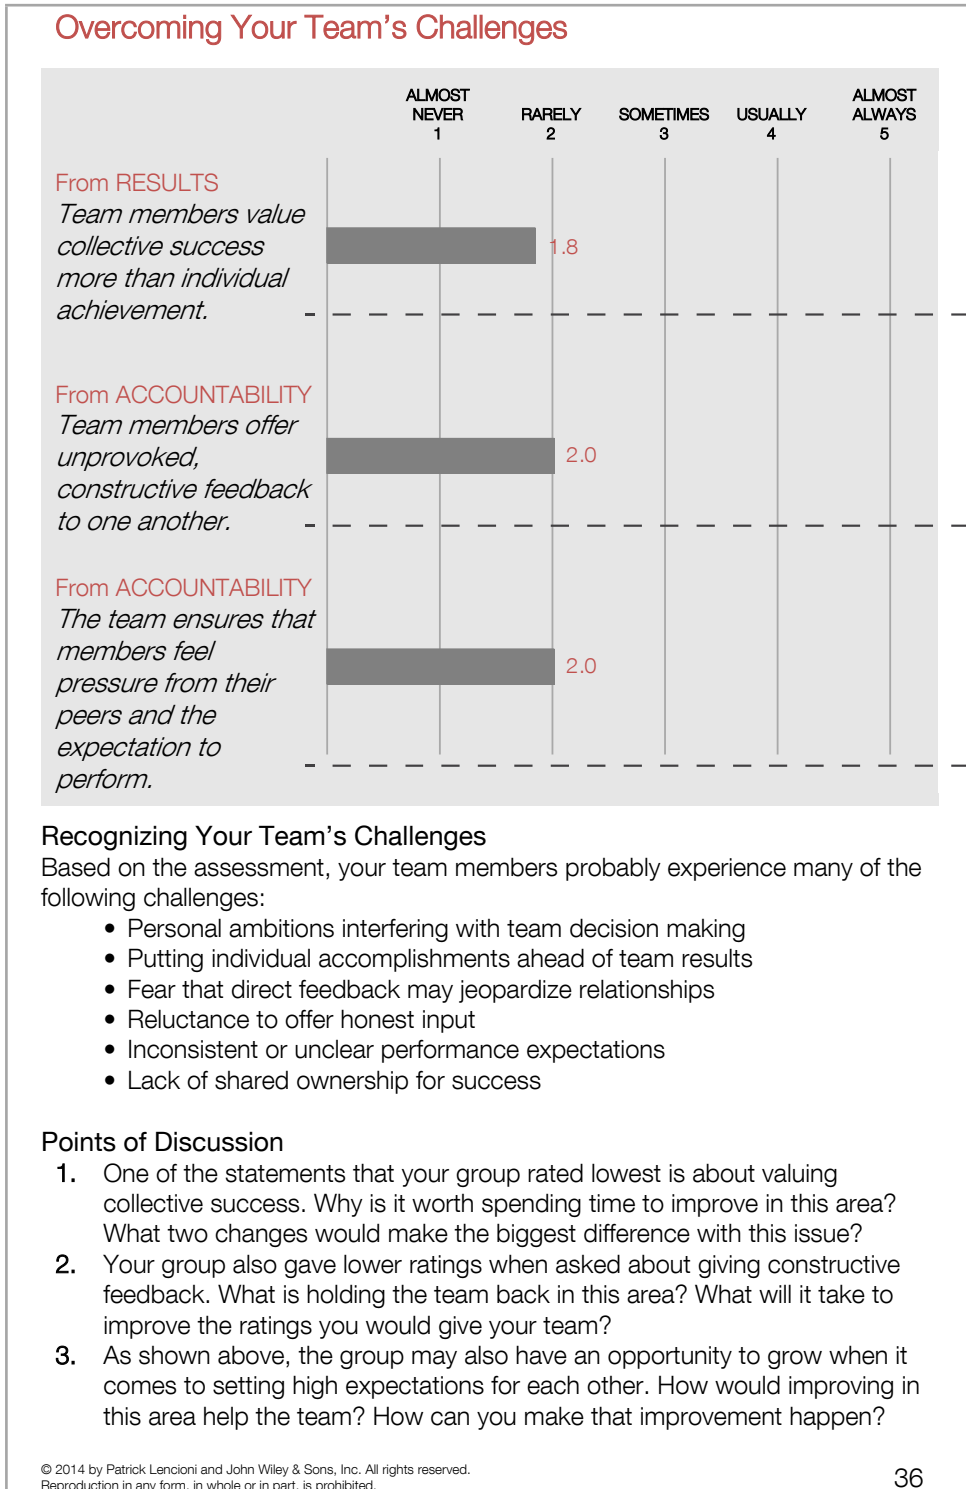 Overcoming Your Team's Challenges
ALMOST NEVER 1
RARELY 2
SOMETIMES 3
USUALLY 4
ALMOST ALWAYS 5
From RESULTS
Team members value
collective success
more than individual
achievement.
1.8
From ACCOUNTABILITY
Team members offer
unprovoked,
constructive feedback
to one another.
2.0
From ACCOUNTABILITY
The team ensures that
members feel
pressure from their
peers and the
expectation to
perform.
2.0
Recognizing Your Team's Challenges
Based on the assessment, your team members probably experience many of the
following challenges:
• Personal ambitions interfering with team decision making
• Putting individual accomplishments ahead of team results
• Fear that direct feedback may jeopardize relationships
• Reluctance to offer honest input
• Inconsistent or unclear performance expectations
• Lack of shared ownership for success
Points of Discussion
1. One of the statements that your group rated lowest is about valuing
collective success. Why is it worth spending time to improve in this area?
What two changes would make the biggest difference with this issue?
2. Your group also gave lower ratings when asked about giving constructive
feedback. What is holding the team back in this area? What will it take to
improve the ratings you would give your team?
3. As shown above, the group may also have an opportunity to grow when it
comes to setting high expectations for each other. How would improving in
this area help the team? How can you make that improvement happen?
© 2014 by Patrick Lencioni and John Wiley & Sons, Inc. All rights reserved.
Reproduction in any form, in whole or in part, is prohibited.
36